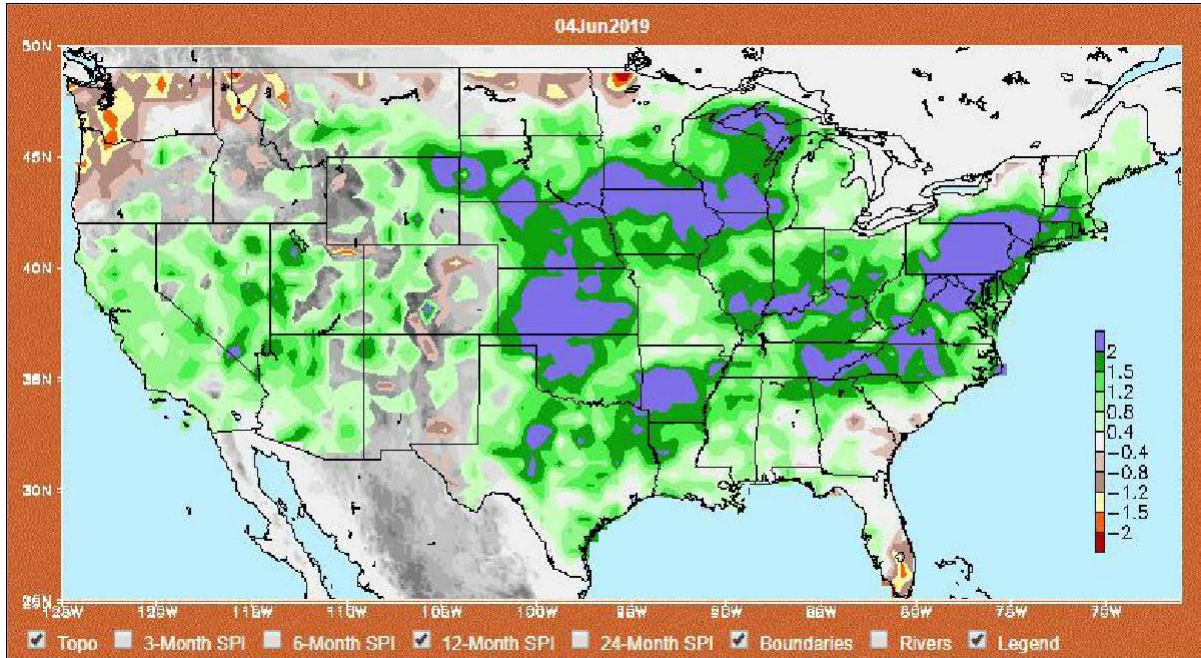 04Jun2019
50N
45N
40N
35N
30N
25N
2
1.5
1.2
0.8
0.4
-0.4
-0.8
-1.2
-1.5
-2
125W 120W 115W 110W 105W 100W 95W 90W 85W 80W 75W 70W
Topo 3-Month SPI 6-Month SPI 12-Month SPI 24-Month SPI Boundaries Rivers Legend